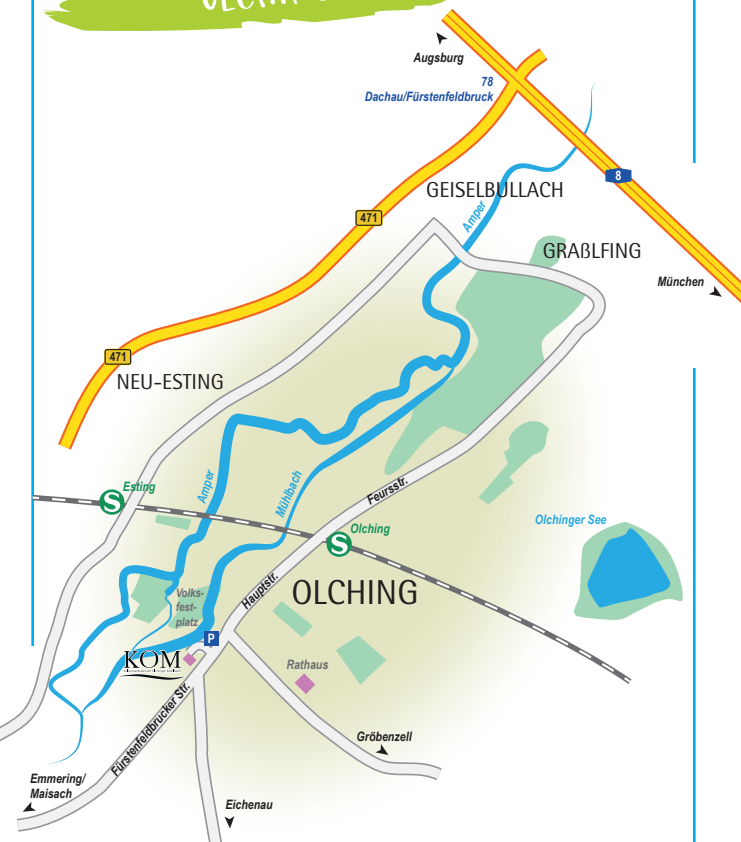 Augsburg
78
Dachau/Fürstenfeldbruck
8
GEISELBULLACH
471
Amper
GRAßLFING
München
471
NEU-ESTING
Esting
S
Amper
Mühlbach
Feursstr.
Olching
S
Olchinger See
Hauptstr.
OLCHING
Volks-
fest-
platz
P
KOM
Rathaus
Fürstenfeldbrucker Str.
Gröbenzell
Emmering/
Maisach
Eichenau